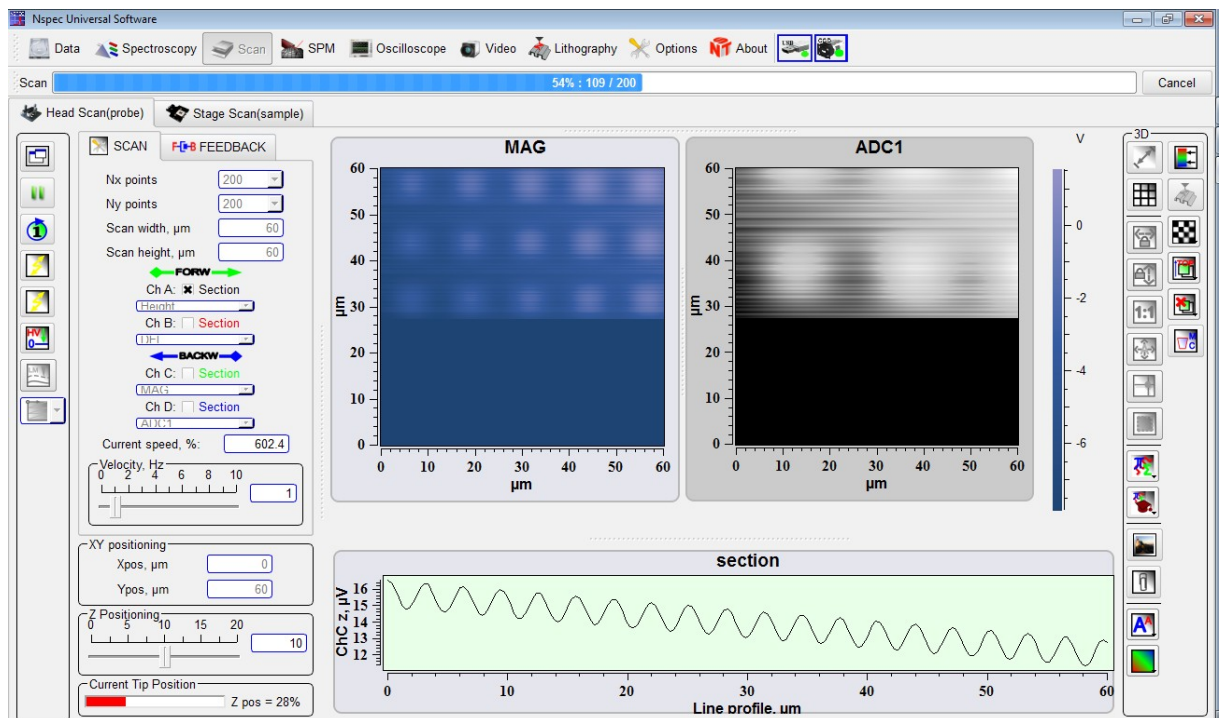 Nspec Universal Software
Data Spectroscopy Scan SPM Oscilloscope Video Lithography Options NT About
Scan 54% : 109 / 200 Cancel
Head Scan(probe) Stage Scan(sample)
SCAN F B FEEDBACK
Nx points 200
Ny points 200
Scan width, µm 60
Scan height, µm 60
FORW
Ch A: Section
Height
Ch B: Section
DFL
BACKW
Ch C: Section
MAG
Ch D: Section
ADC1
Current speed, %: 602.4
Velocity, Hz
0 2 4 6 8 10
1
XY positioning
Xpos, µm 0
Ypos, µm 60
Z Positioning
0 5 10 15 20
10
Current Tip Position
Z pos = 28%
HV
0
MAG
60
50
40
30
20
10
0
µm
0 10 20 30 40 50 60
µm
ADC1
60
50
40
30
20
10
0
µm
0 10 20 30 40 50 60
µm
V
0
-2
-4
-6
section
ChC z, µV
16
15
14
13
12
0 10 20 30 40 50 60
Line profile, um
3D
1:1
M
C
A A